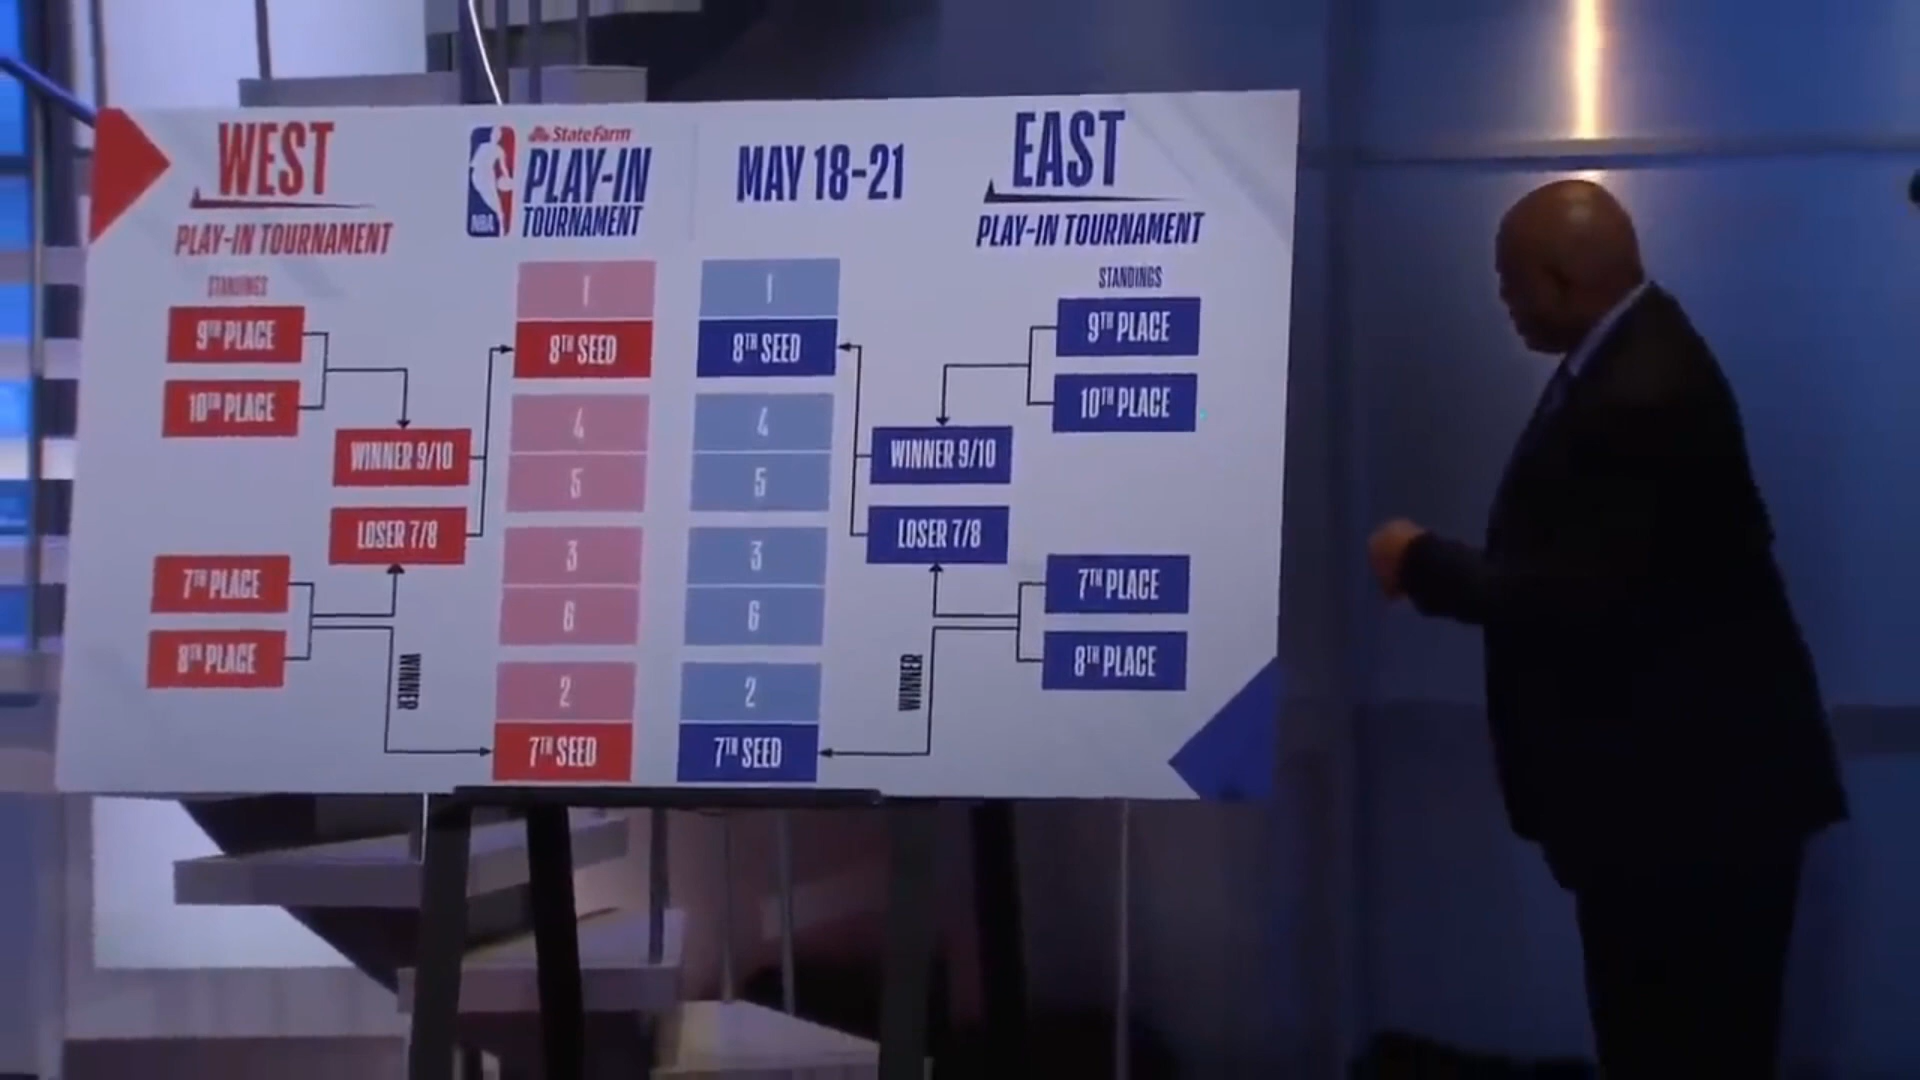 WEST
PLAY-IN TOURNAMENT
STANDINGS
9TH PLACE
10TH PLACE
WINNER 9/10
LOSER 7/8
7TH PLACE
8TH PLACE
WINNER
NBA
StateFarm
PLAY-IN
TOURNAMENT
MAY 18-21
1
8TH SEED
4
5
3
6
2
7TH SEED
1
8TH SEED
4
5
3
6
2
7TH SEED
EAST
PLAY-IN TOURNAMENT
STANDINGS
9TH PLACE
10TH PLACE
WINNER 9/10
LOSER 7/8
7TH PLACE
8TH PLACE
WINNER